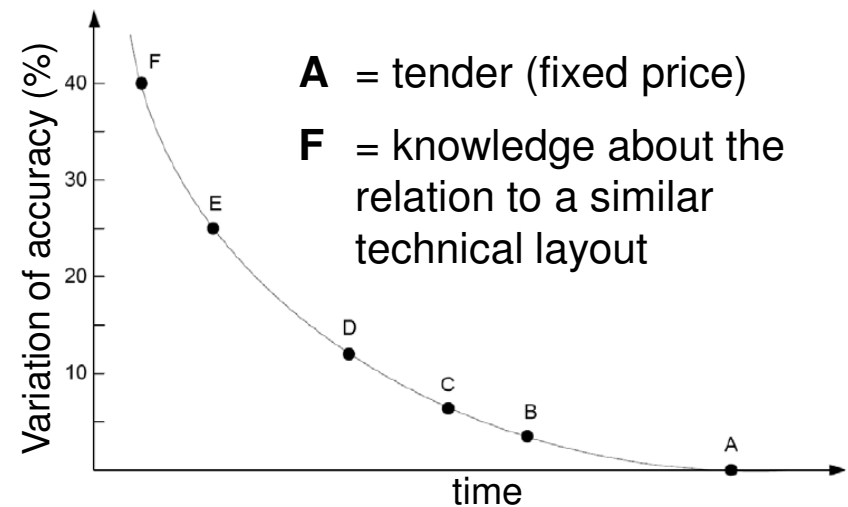 Variation of accuracy (%)
40
30
20
10
F
E
D
C
B
A
A = tender (fixed price)
F = knowledge about the
relation to a similar
technical layout
time